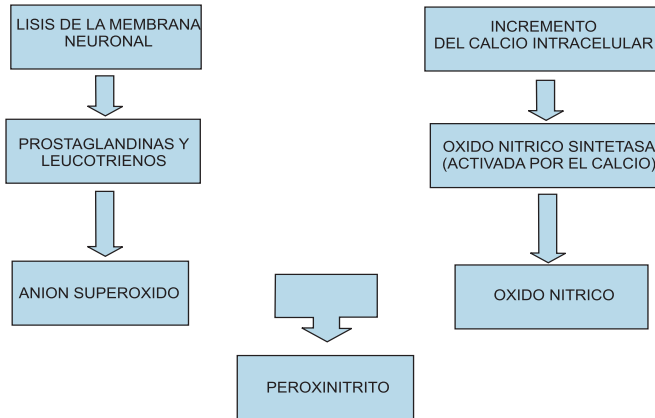 LISIS DE LA MEMBRANA
NEURONAL
INCREMENTO
DEL CALCIO INTRACELULAR
PROSTAGLANDINAS Y
LEUCOTRIENOS
OXIDO NITRICO SINTETASA
(ACTIVADA POR EL CALCIO)
ANION SUPEROXIDO
OXIDO NITRICO
PEROXINITRITO